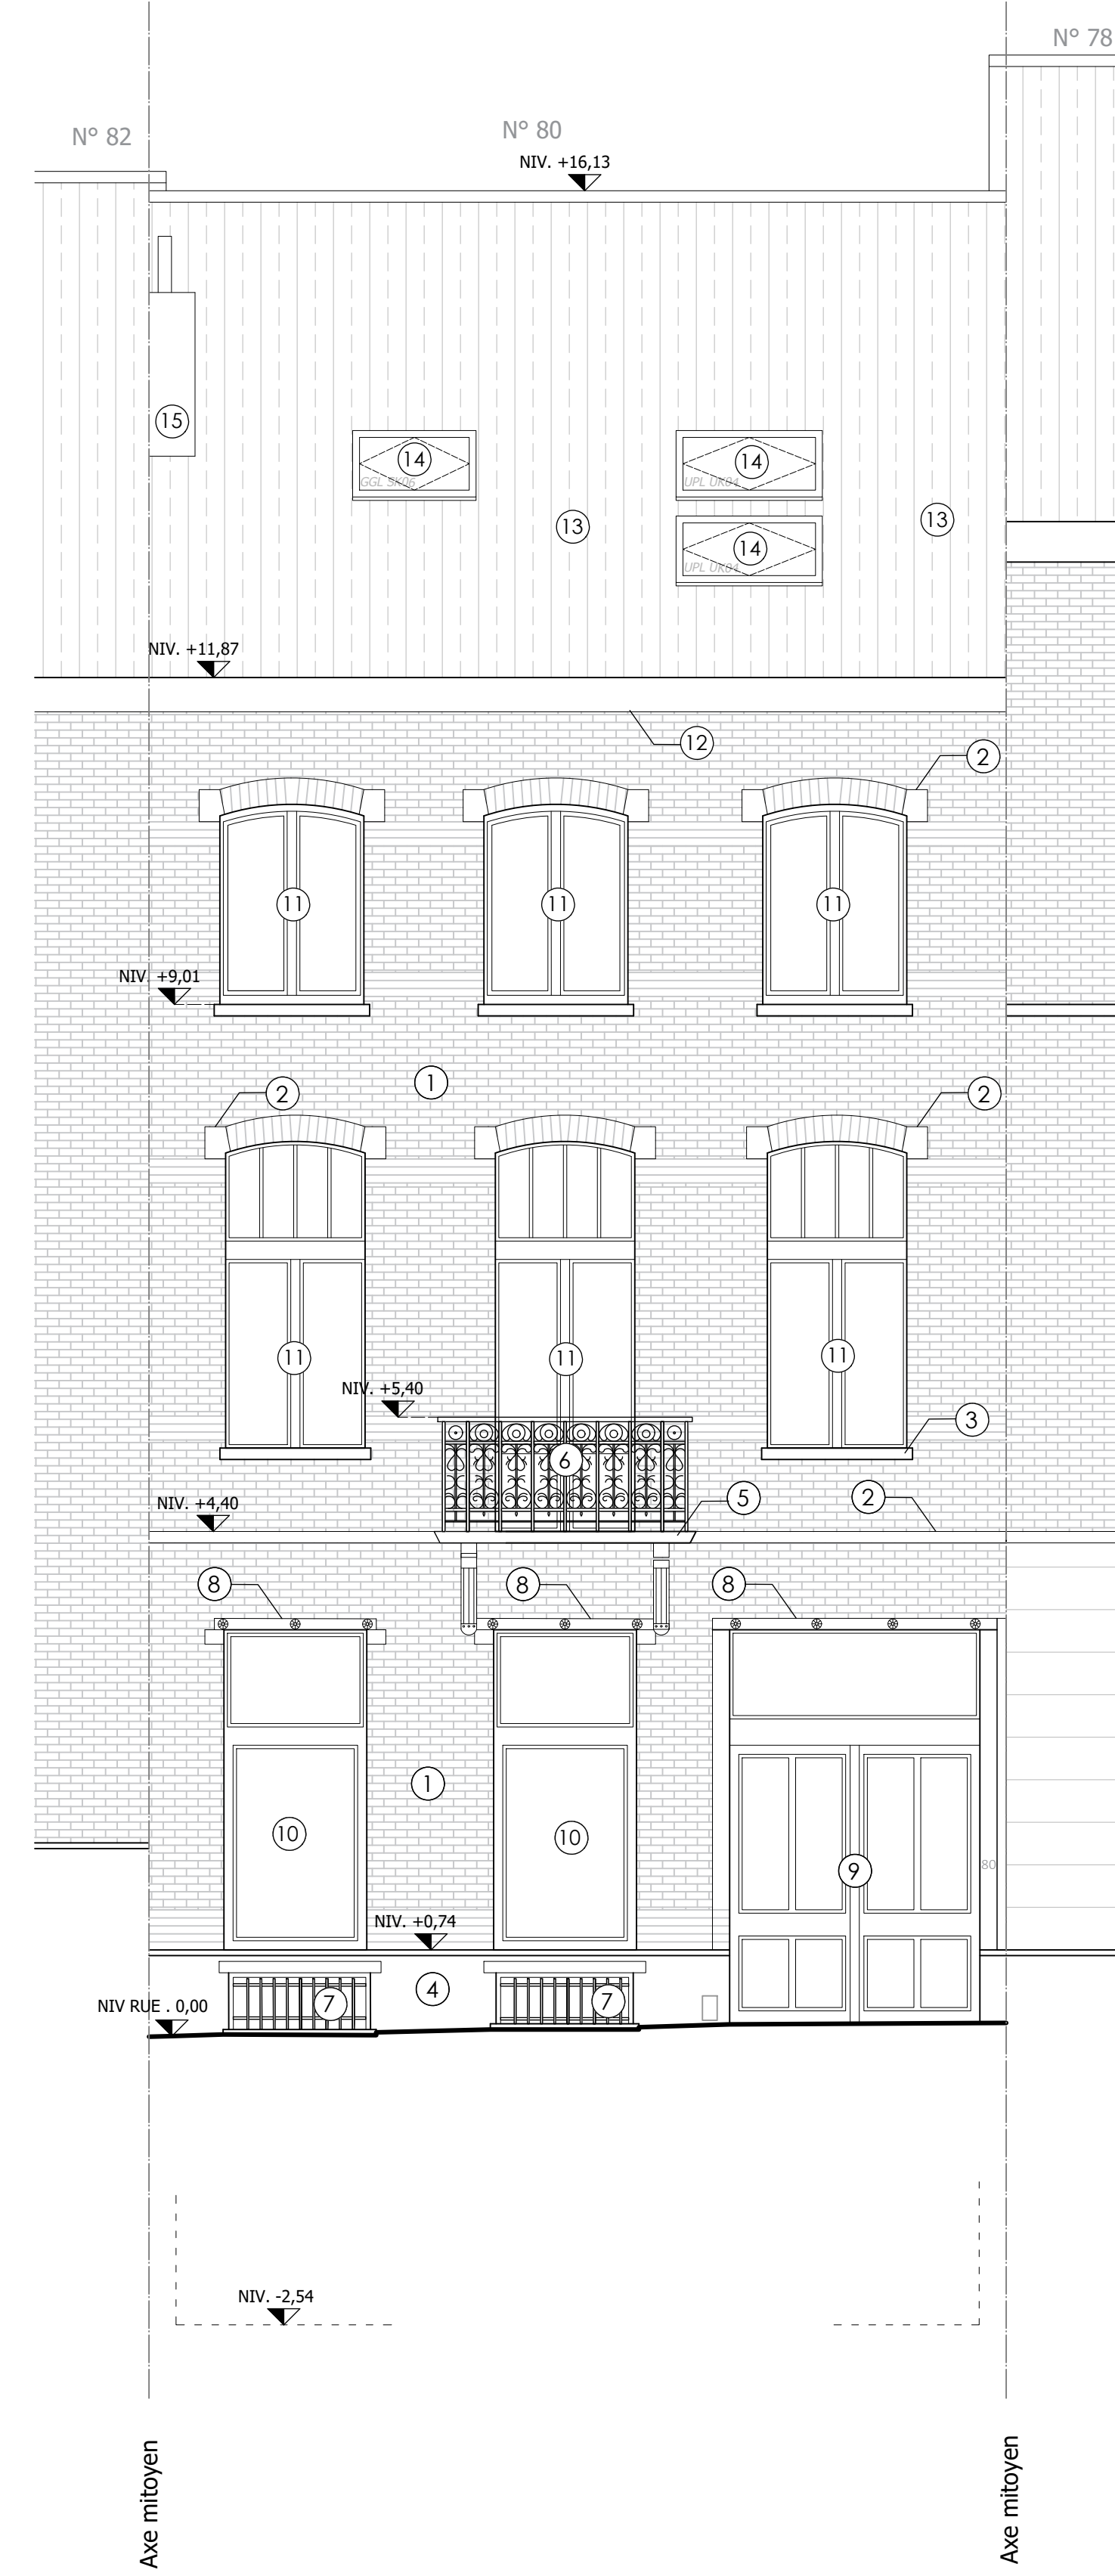 N° 78
N° 82
N° 80
NIV. +16,13
15
14
GGL SK06
14
UPL UK04
13
13
14
UPL UK04
NIV. +11,87
12
2
11
11
11
NIV. +9,01
1
2
2
11
11
11
NIV. +5,40
3
6
NIV. +4,40
5
2
8
8
8
1
10
10
9
80
NIV. +0,74
4
7
7
NIV RUE . 0,00
NIV. -2,54
Axe mitoyen
Axe mitoyen